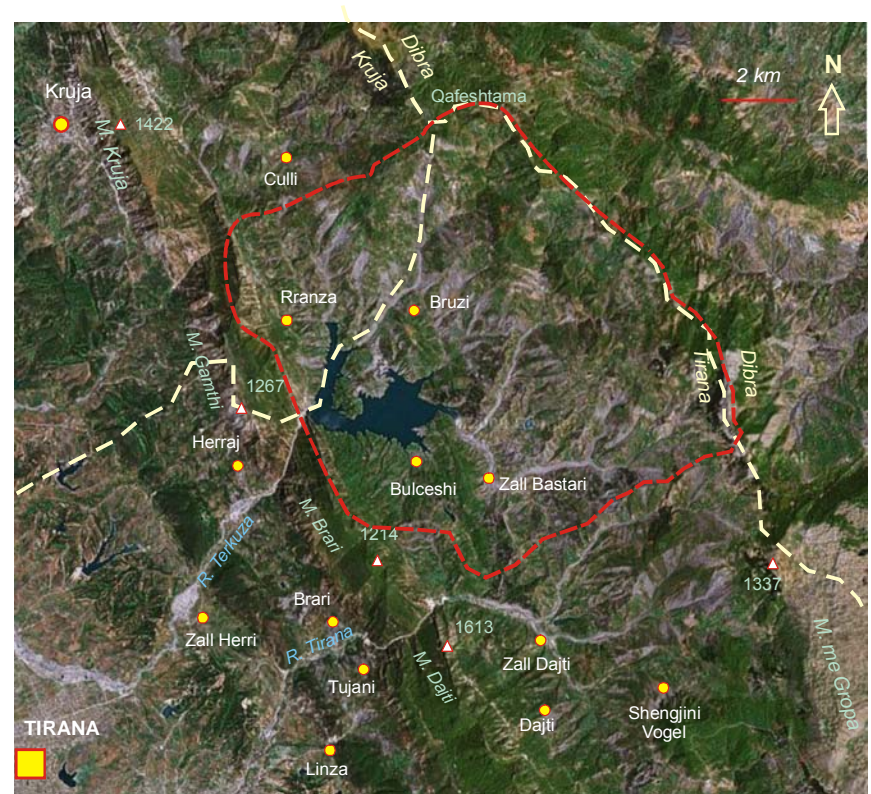 Dibra
Kruja
2 km
N
Kruja
Qafeshtama
1422
M. Kruja
Culli
Rranza
Bruzi
M. Gamthi
1267
Tirana
Dibra
Herraj
Bulceshi
Zall Bastari
M. Brari
1214
R. Terkuza
1337
Brari
Zall Herri
R. Tirana
1613
Zall Dajti
M. me Gropa
Tujani
M. Dajti
Dajti
Shengjini
Vogel
TIRANA
Linza